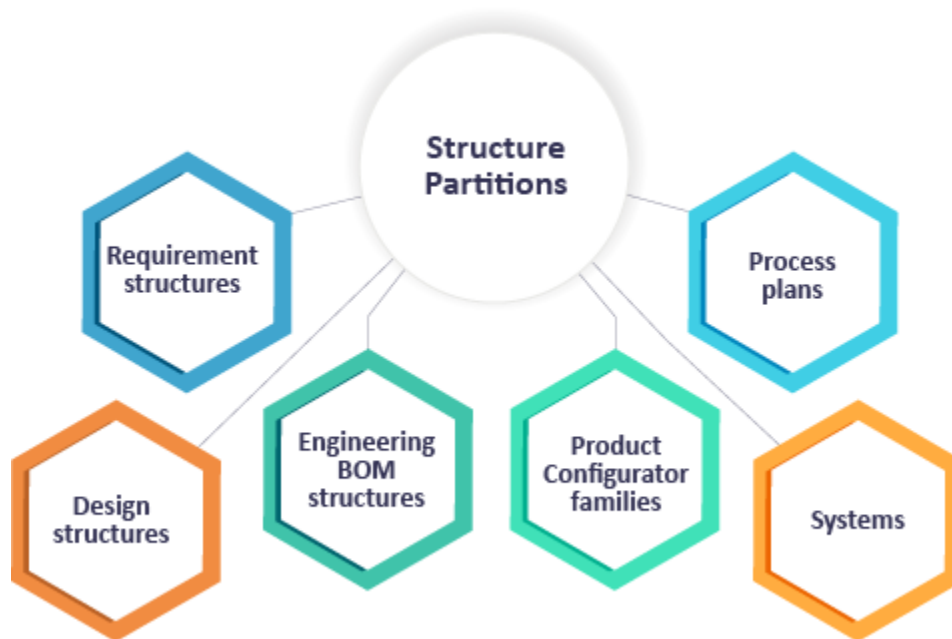 Structure
Partitions
Requirement
structures
Process
plans
Engineering
BOM
structures
Product
Configurator
families
Design
structures
Systems